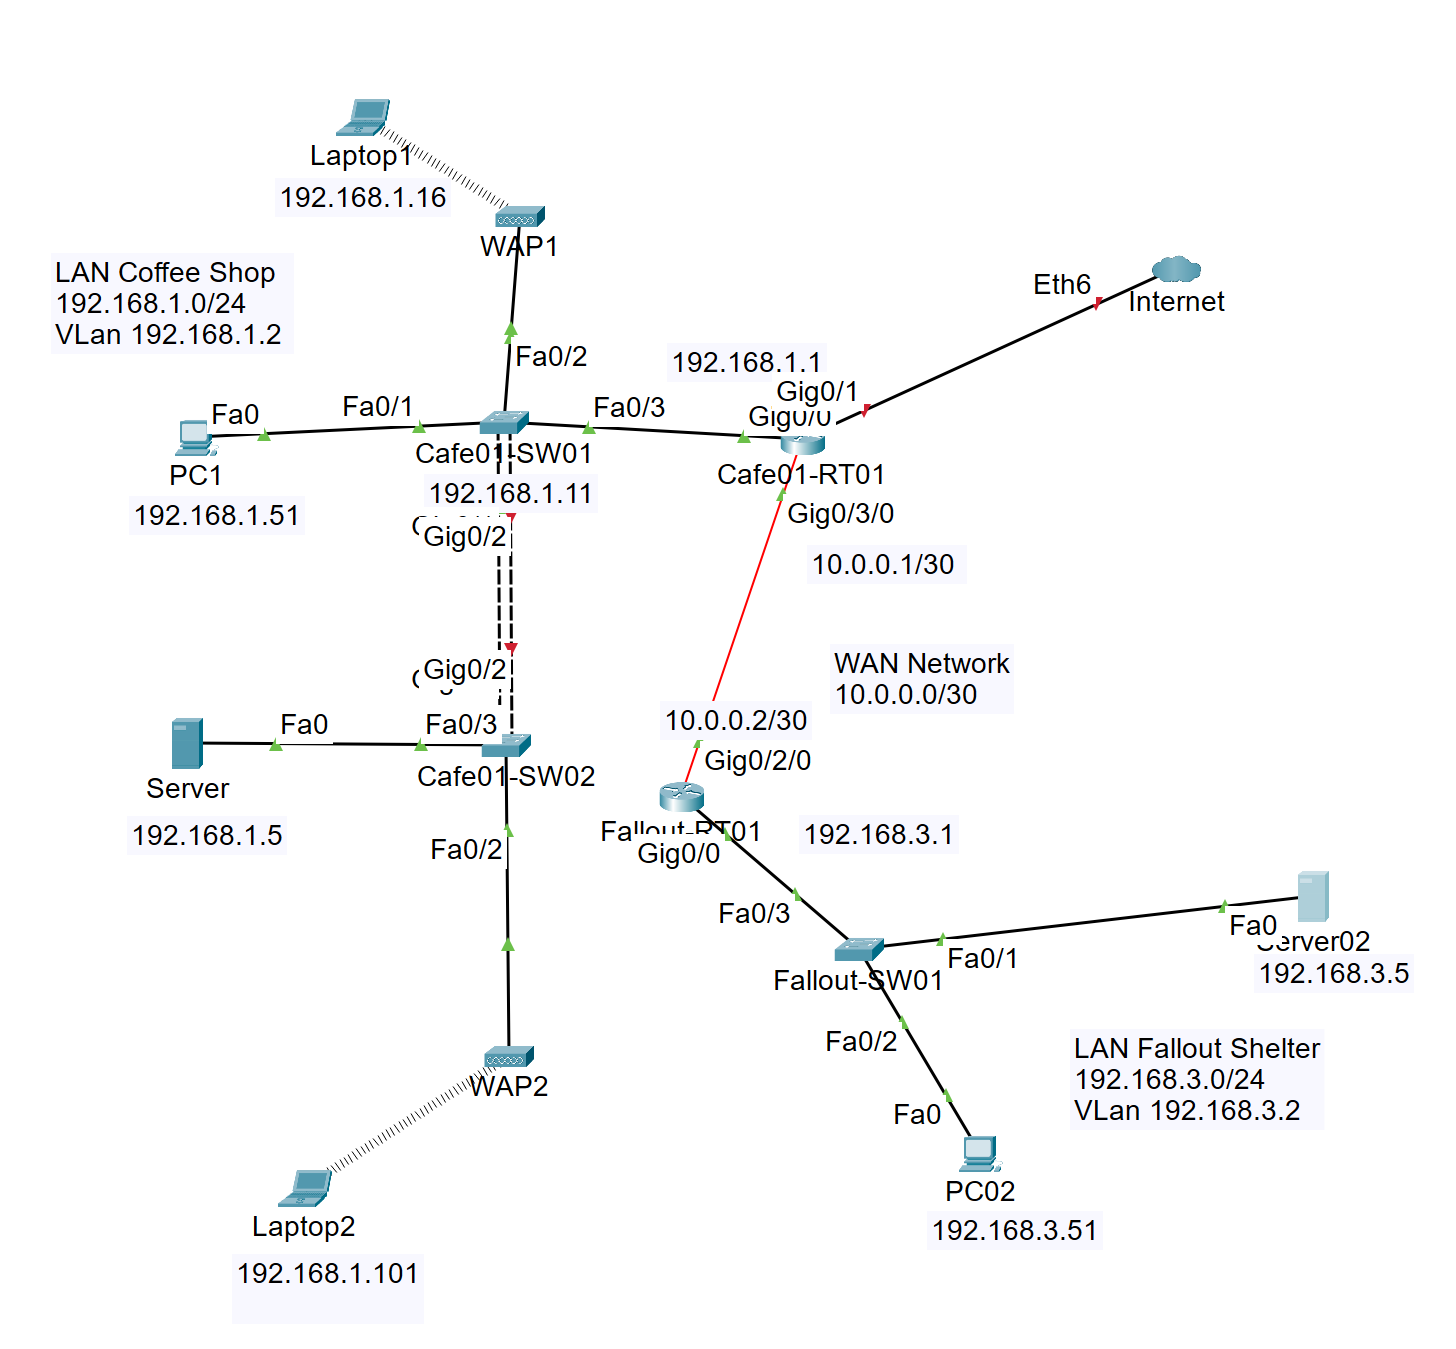 Laptop1
192.168.1.16
WAP1
LAN Coffee Shop
192.168.1.0/24
VLan 192.168.1.2
Eth6
Internet
Fa0/2
192.168.1.1
Gig0/1
Gig0/0
Fa0
Fa0/1
Fa0/3
PC1
192.168.1.51
Cafe01-SW01
192.168.1.11
Gig0/2
Cafe01-RT01
Gig0/3/0
10.0.0.1/30
WAN Network
10.0.0.0/30
Gig0/2
10.0.0.2/30
Gig0/2/0
Fa0
Fa0/3
Server
192.168.1.5
Cafe01-SW02
Fa0/2
Fallout-RT01
Gig0/0
192.168.3.1
Fa0/3
Fallout-SW01
Fa0/1
Fa0
Server02
192.168.3.5
Fa0/2
Fa0
LAN Fallout Shelter
192.168.3.0/24
VLan 192.168.3.2
PC02
192.168.3.51
WAP2
Laptop2
192.168.1.101